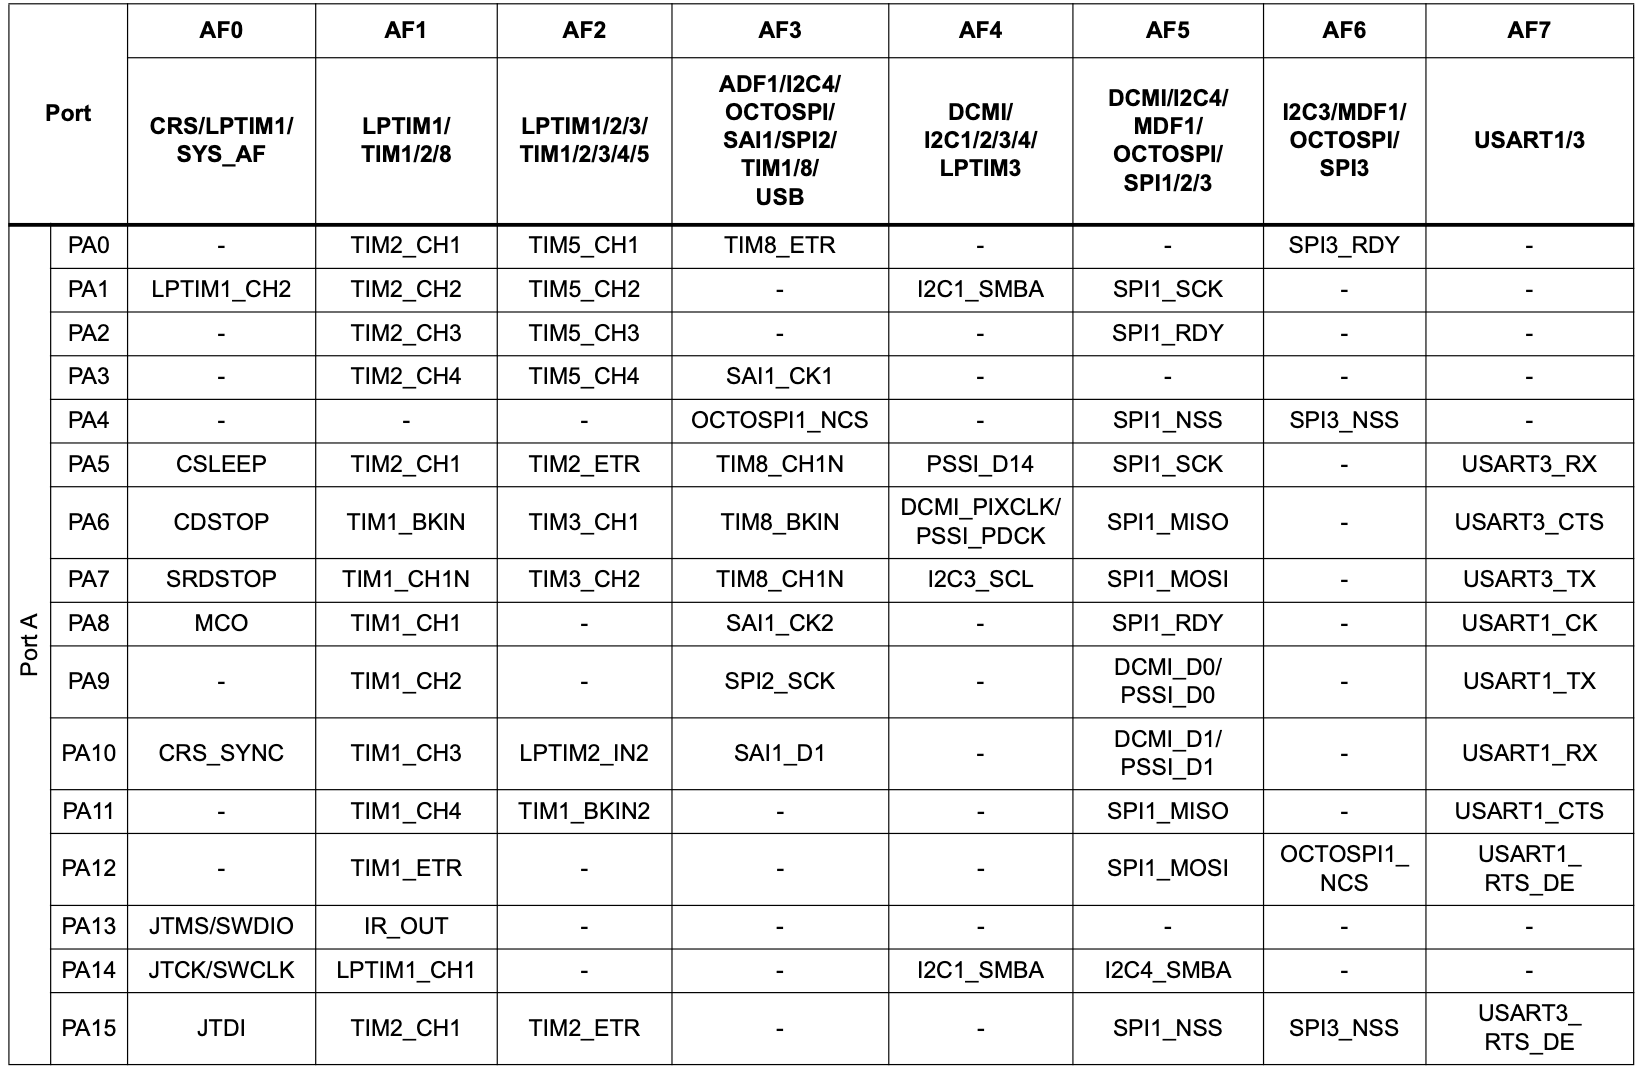 Port AF0 AF1 AF2 AF3 AF4 AF5 AF6 AF7
CRS/LPTIM1/
SYS_AF
LPTIM1/
TIM1/2/8
LPTIM1/2/3/
TIM1/2/3/4/5
ADF1/I2C4/
OCTOSPI/
SAI1/SPI2/
TIM1/8/
USB
DCMI/
I2C1/2/3/4/
LPTIM3
DCMI/I2C4/
MDF1/
OCTOSPI/
SPI1/2/3
I2C3/MDF1/
OCTOSPI/
SPI3
USART1/3
Port A
PA0 - TIM2_CH1 TIM5_CH1 TIM8_ETR - - SPI3_RDY -
PA1 LPTIM1_CH2 TIM2_CH2 TIM5_CH2 - I2C1_SMBA SPI1_SCK - -
PA2 - TIM2_CH3 TIM5_CH3 - - SPI1_RDY - -
PA3 - TIM2_CH4 TIM5_CH4 SAI1_CK1 - - - -
PA4 - - - OCTOSPI1_NCS - SPI1_NSS SPI3_NSS -
PA5 CSLEEP TIM2_CH1 TIM2_ETR TIM8_CH1N PSSI_D14 SPI1_SCK - USART3_RX
PA6 CDSTOP TIM1_BKIN TIM3_CH1 TIM8_BKIN DCMI_PIXCLK/
PSSI_PDCK
SPI1_MISO - USART3_CTS
PA7 SRDSTOP TIM1_CH1N TIM3_CH2 TIM8_CH1N I2C3_SCL SPI1_MOSI - USART3_TX
PA8 MCO TIM1_CH1 - SAI1_CK2 - SPI1_RDY - USART1_CK
PA9 - TIM1_CH2 - SPI2_SCK - DCMI_D0/
PSSI_D0
- USART1_TX
PA10 CRS_SYNC TIM1_CH3 LPTIM2_IN2 SAI1_D1 - DCMI_D1/
PSSI_D1
- USART1_RX
PA11 - TIM1_CH4 TIM1_BKIN2 - - SPI1_MISO - USART1_CTS
PA12 - TIM1_ETR - - - SPI1_MOSI OCTOSPI1_
NCS
USART1_
RTS_DE
PA13 JTMS/SWDIO IR_OUT - - - - - -
PA14 JTCK/SWCLK LPTIM1_CH1 - - I2C1_SMBA I2C4_SMBA - -
PA15 JTDI TIM2_CH1 TIM2_ETR - - SPI1_NSS SPI3_NSS USART3_
RTS_DE